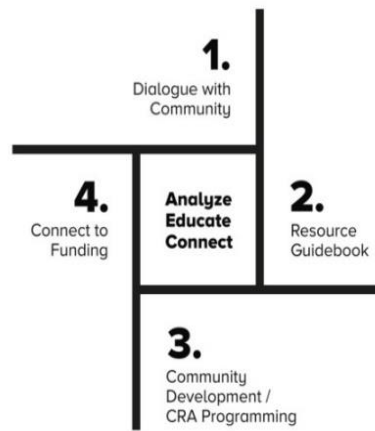 1.
Dialogue with
Community
2.
Resource
Guidebook
3.
Community
Development /
CRA Programming
4.
Connect to
Funding
Analyze
Educate
Connect